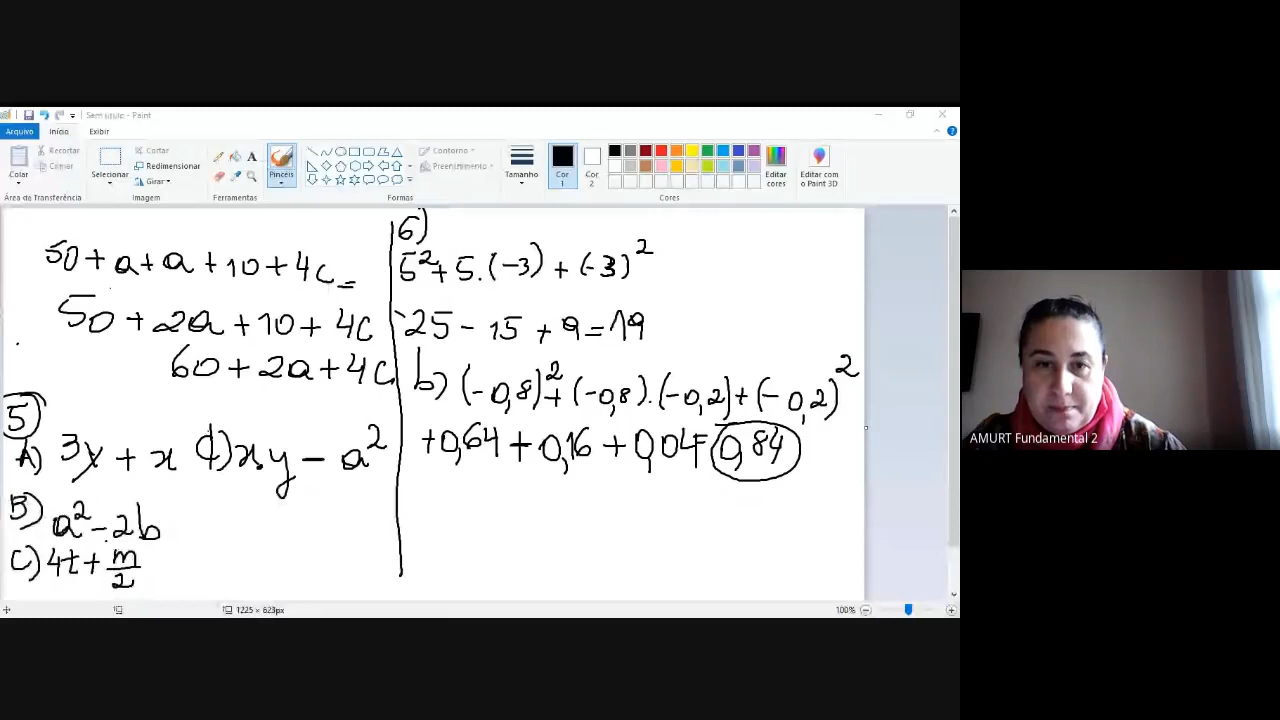 Sem título - Paint
Arquivo Início Exibir
Colar
Recortar
Copiar
Área de Transferência
Selecionar
Cortar
Redimensionar
Girar
Imagem
Ferramentas
Pincéis
Contorno
Preenchimento
Formas
Tamanho
Cor 1
Cor 2
Editar cores
Editar com o Paint 3D
Cores
50+a+a+10+4c=
50+2a+10+4c
60+2a+4c
5)
A) 3y+x d) x.y-a²
B) a²-2b
C) 4t+m/2
6)
5²+5.(-3)+(-3)²
25-15+9=19
b) (-0,8)²+(-0,8).(-0,2)+(-0,2)²
+0,64+0,16+0,04=0,84
1225 × 623px
100%
AMURT Fundamental 2